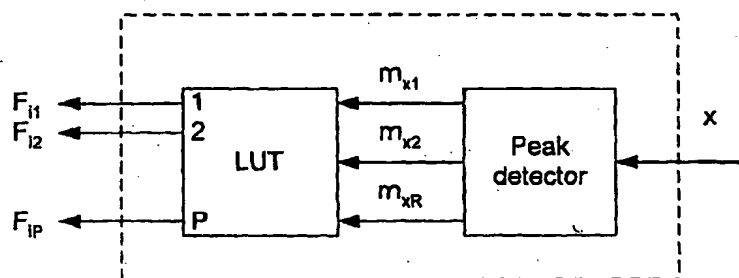 m_x1
F_i1
1
F_i2
2
m_x2
x
LUT
Peak
detector
m_xR
F_iP
P